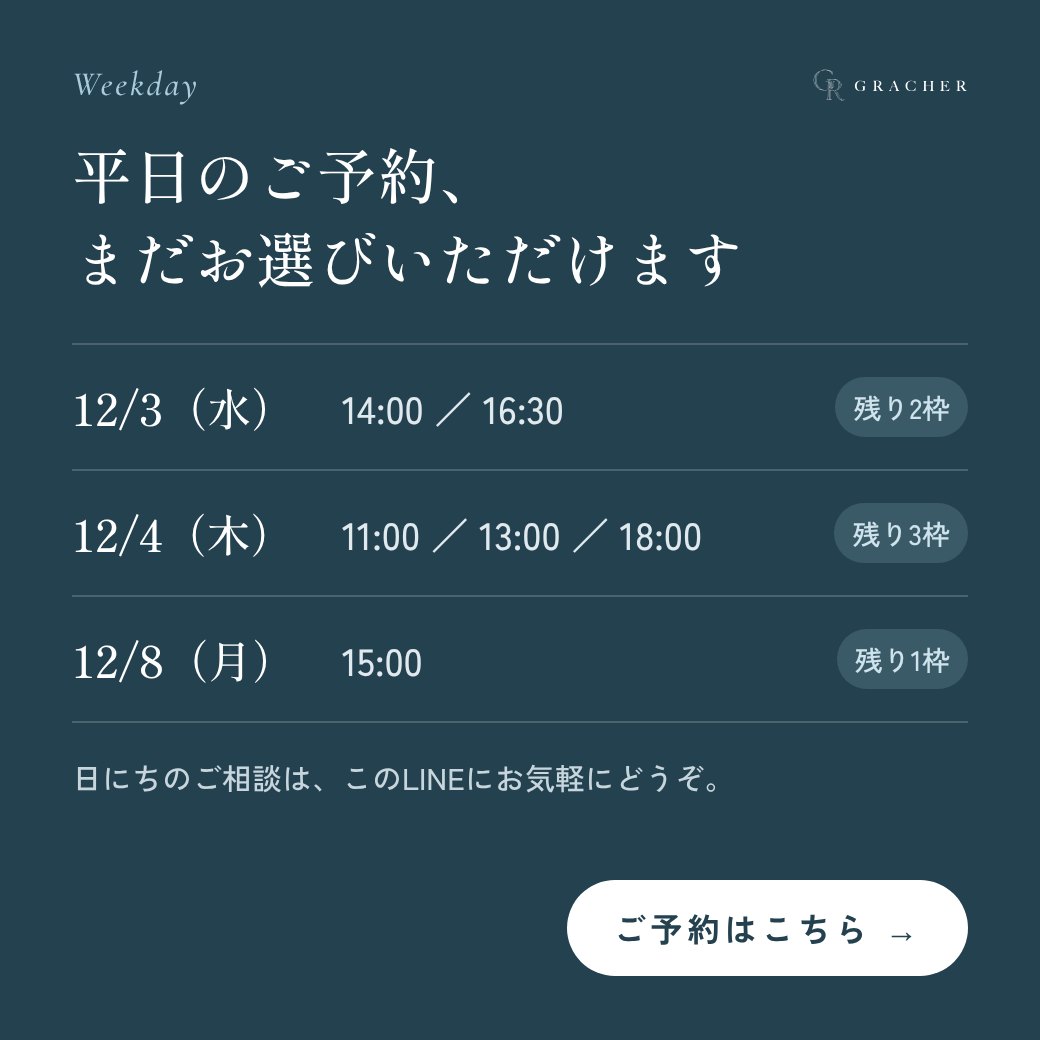 Weekday
GR GRACHER
平日のご予約、
まだお選びいただけます
12/3（水） 14:00 ／ 16:30 残り2枠
12/4（木） 11:00 ／ 13:00 ／ 18:00 残り3枠
12/8（月） 15:00 残り1枠
日にちのご相談は、このLINEにお気軽にどうぞ。
ご予約はこちら →